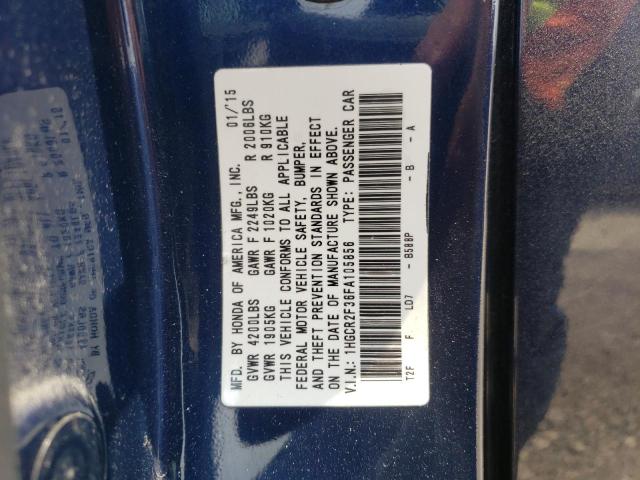 MFD. BY HONDA OF AMERICA MFG., INC. 01/'15
GVWR 4200LBS GAWR F 2249LBS R 2006LBS
GVWR 1905KG GAWR F 1020KG R 910KG
THIS VEHICLE CONFORMS TO ALL APPLICABLE
FEDERAL MOTOR VEHICLE SAFETY, BUMPER,
AND THEFT PREVENTION STANDARDS IN EFFECT
ON THE DATE OF MANUFACTURE SHOWN ABOVE.
V.I.N.: 1HGCR2F36FA105856 TYPE: PASSENGER CAR
T2F F LD7 - B588P - B - A